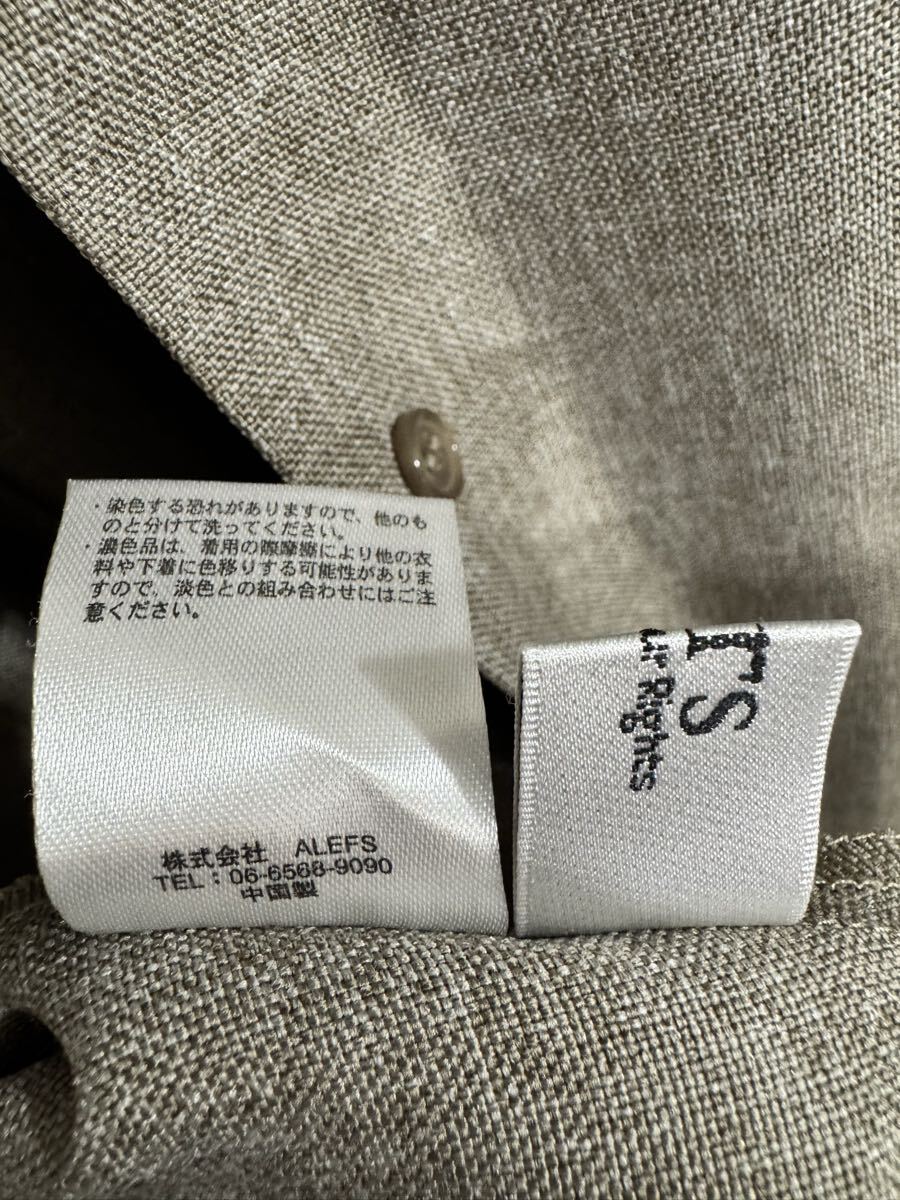 ・染色する恐れがありますので、他のも
のと分けて洗ってください。
・濃色品は、着用の際摩擦により他の衣
料や下着に色移りする可能性がありま
すので、淡色との組み合わせにはご注
意ください。
株式会社 ALEFS
TEL：06-6568-9090
中国製
TS
ur Rights